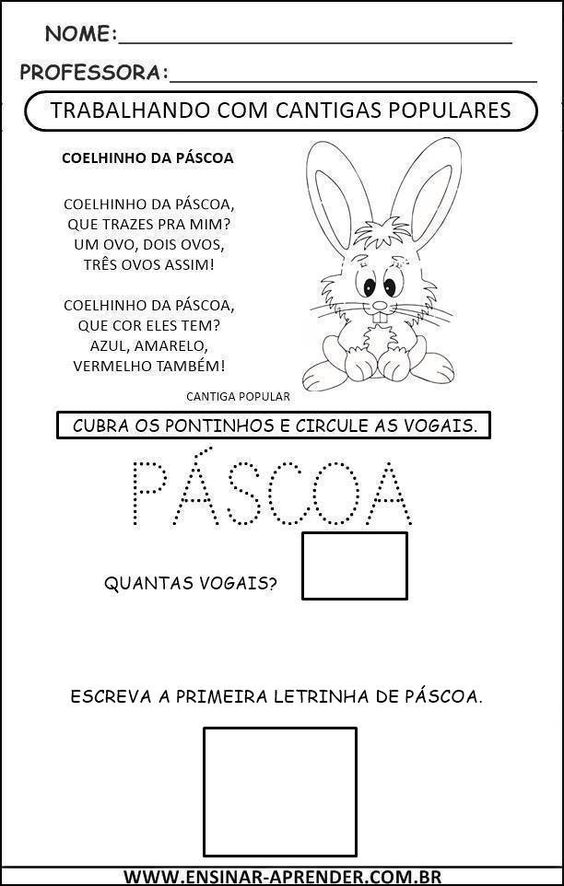 NOME:
PROFESSORA:
TRABALHANDO COM CANTIGAS POPULARES
COELHINHO DA PÁSCOA
COELHINHO DA PÁSCOA,
QUE TRAZES PRA MIM?
UM OVO, DOIS OVOS,
TRÊS OVOS ASSIM!
COELHINHO DA PÁSCOA,
QUE COR ELES TEM?
AZUL, AMARELO,
VERMELHO TAMBÉM!
CANTIGA POPULAR
CUBRA OS PONTINHOS E CIRCULE AS VOGAIS.
PÁSCOA
QUANTAS VOGAIS?
ESCREVA A PRIMEIRA LETRINHA DE PÁSCOA.
WWW.ENSINAR-APRENDER.COM.BR